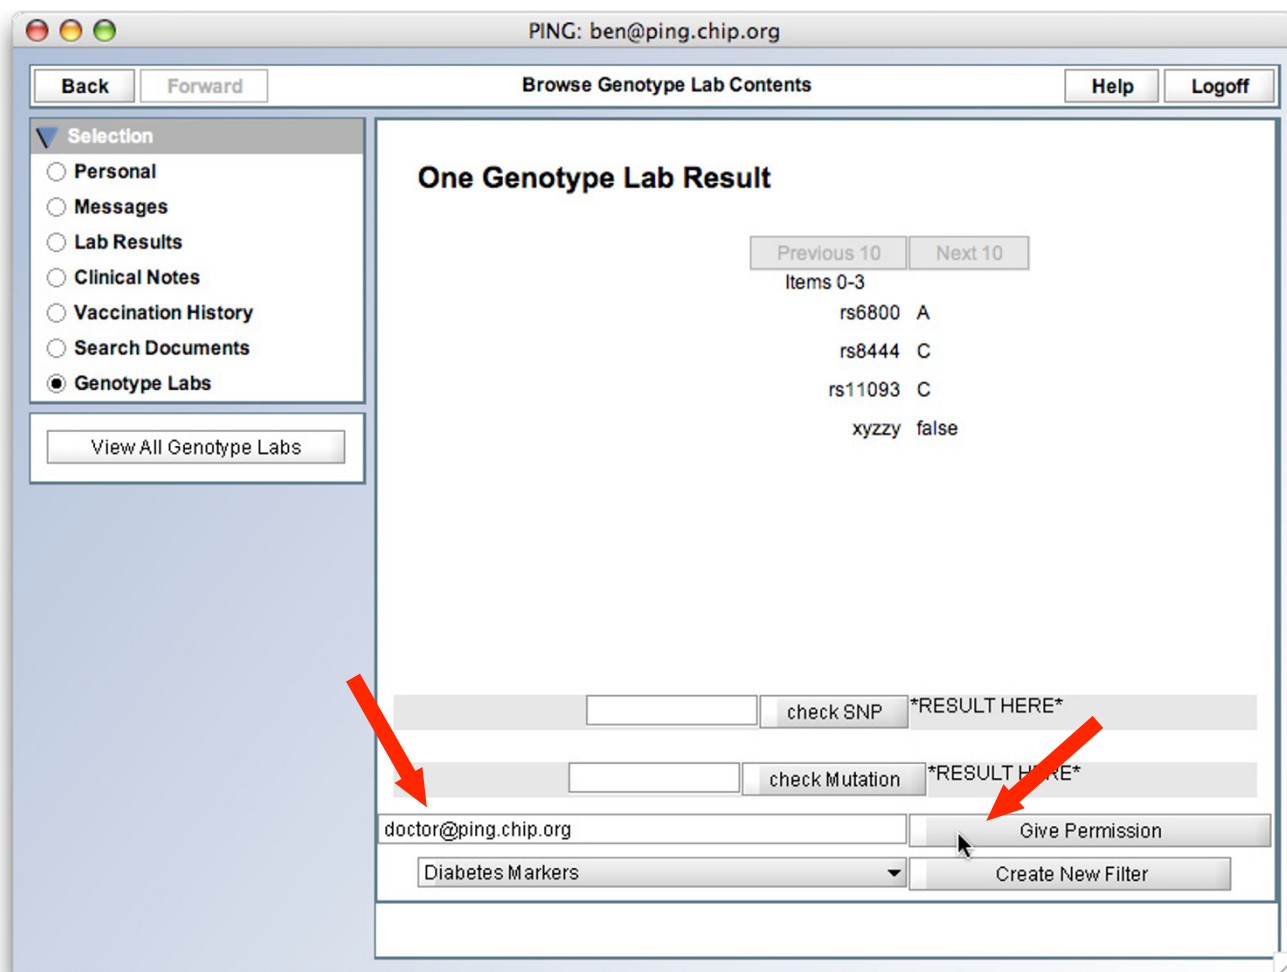 PING: ben@ping.chip.org
Back Forward Browse Genotype Lab Contents Help Logoff
Selection
Personal
Messages
Lab Results
Clinical Notes
Vaccination History
Search Documents
Genotype Labs
View All Genotype Labs
One Genotype Lab Result
Previous 10 Next 10
Items 0-3
rs6800 A
rs8444 C
rs11093 C
xyzzy false
check SNP *RESULT HERE*
check Mutation *RESULT HERE*
doctor@ping.chip.org Give Permission
Diabetes Markers Create New Filter